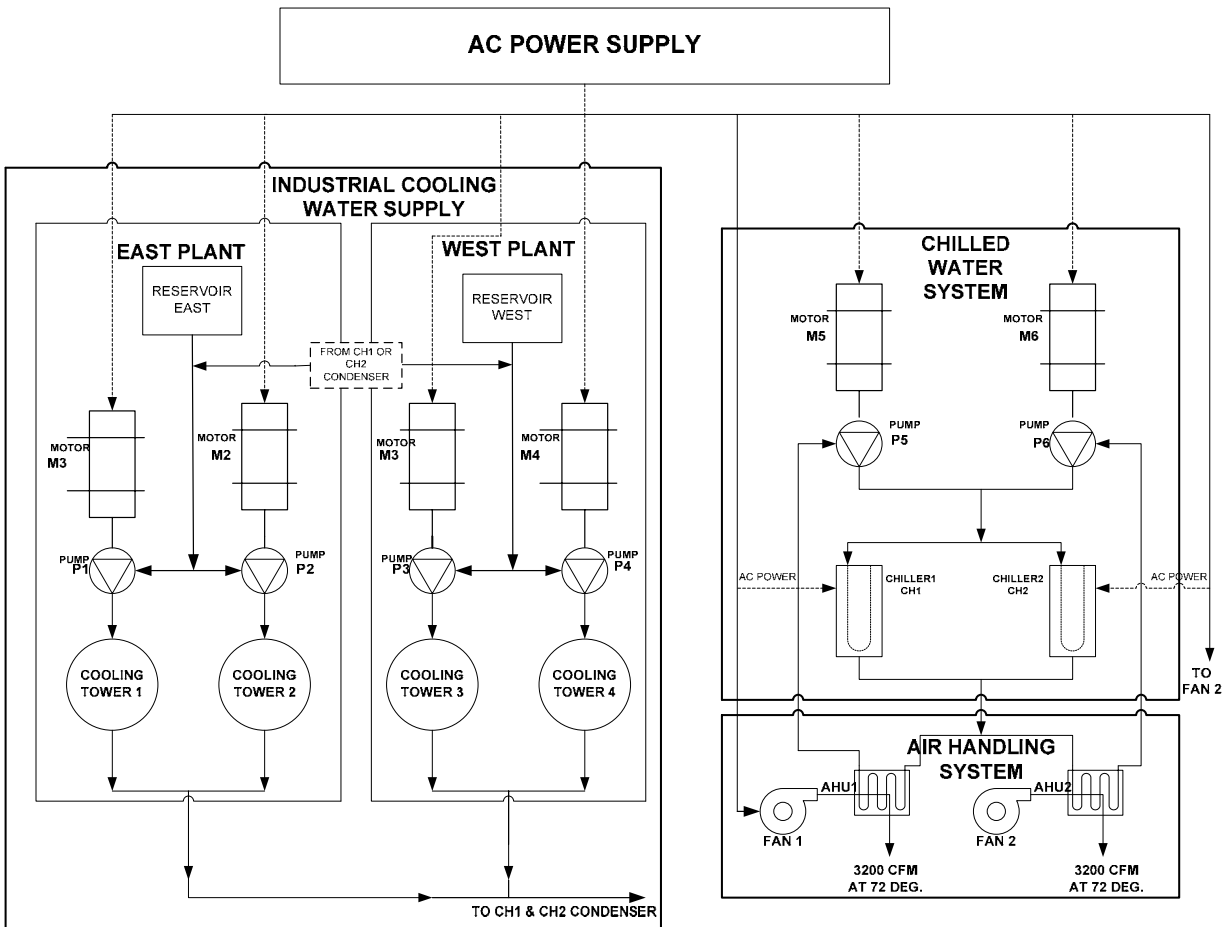 AC POWER SUPPLY
INDUSTRIAL COOLING
WATER SUPPLY
EAST PLANT
RESERVOIR
EAST
WEST PLANT
RESERVOIR
WEST
FROM CH1 OR
CH2
CONDENSER
MOTOR
M3
MOTOR
M2
MOTOR
M3
MOTOR
M4
PUMP
P1
PUMP
P2
PUMP
P3
PUMP
P4
COOLING
TOWER 1
COOLING
TOWER 2
COOLING
TOWER 3
COOLING
TOWER 4
TO CH1 & CH2 CONDENSER
CHILLED
WATER
SYSTEM
MOTOR
M5
MOTOR
M6
PUMP
P5
PUMP
P6
AC POWER
CHILLER1
CH1
CHILLER2
CH2
AC POWER
TO
FAN 2
AIR HANDLING
SYSTEM
AHU1
FAN 1
AHU2
FAN 2
3200 CFM
AT 72 DEG.
3200 CFM
AT 72 DEG.